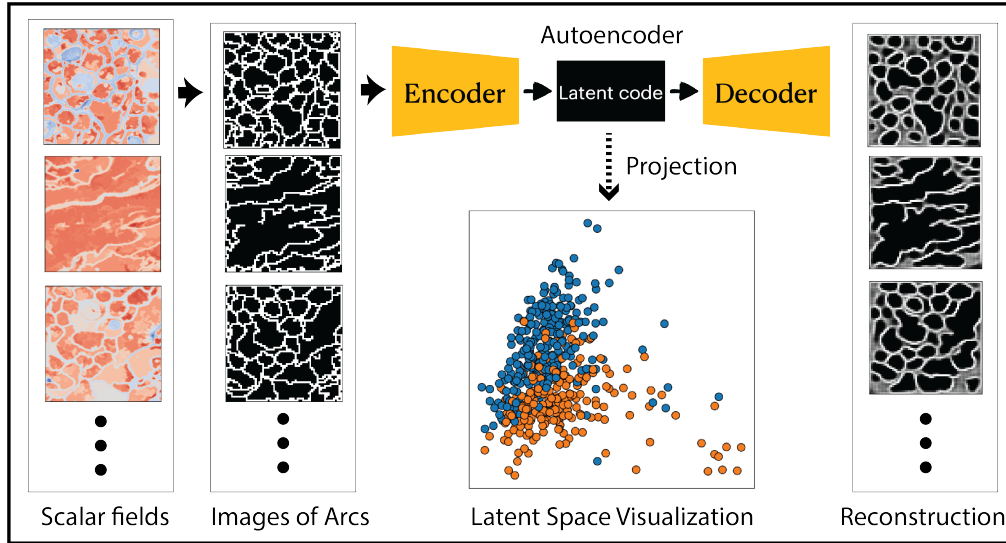 Autoencoder
Encoder
Latent code
Decoder
Projection
Scalar fields
Images of Arcs
Latent Space Visualization
Reconstruction